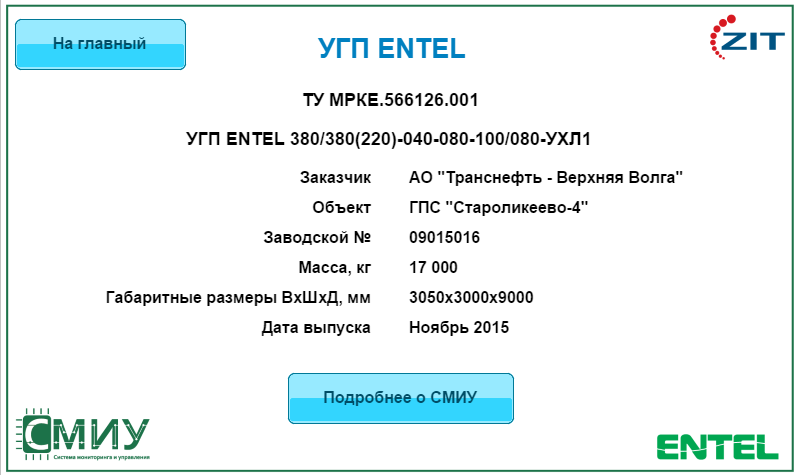 На главный
УГП ENTEL
ZIT
ТУ МРКЕ.566126.001
УГП ENTEL 380/380(220)-040-080-100/080-УХЛ1
Заказчик АО "Транснефть - Верхняя Волга"
Объект ГПС "Староликеево-4"
Заводской № 09015016
Масса, кг 17 000
Габаритные размеры ВхШхД, мм 3050х3000х9000
Дата выпуска Ноябрь 2015
Подробнее о СМИУ
СМИУ
Система мониторинга и управления
ENTEL